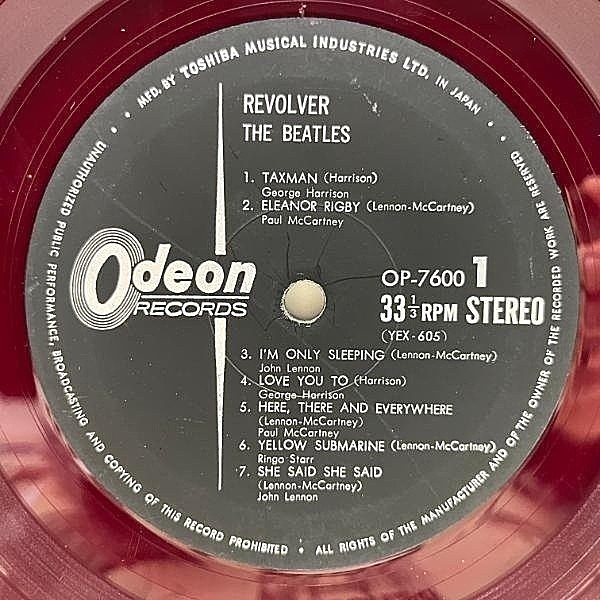 MFD. BY TOSHIBA MUSICAL INDUSTRIES LTD. IN JAPAN
REVOLVER
THE BEATLES
1. TAXMAN (Harrison)
George Harrison
2. ELEANOR RIGBY (Lennon-McCartney)
Paul McCartney
Odeon
RECORDS
OP-7600 1
33 1/3 RPM STEREO
(YEX-605)
3. I'M ONLY SLEEPING (Lennon-McCartney)
John Lennon
4. LOVE YOU TO (Harrison)
George Harrison
5. HERE, THERE AND EVERYWHERE
(Lennon-McCartney)
Paul McCartney
6. YELLOW SUBMARINE (Lennon-McCartney)
Ringo Starr
7. SHE SAID SHE SAID
(Lennon-McCartney)
John Lennon
UNAUTHORIZED PUBLIC PERFORMANCE, BROADCASTING AND COPYING OF THIS RECORD PROHIBITED • ALL RIGHTS OF THE MANUFACTURER AND OF THE OWNER OF THE RECORDED WORK ARE RESERVED